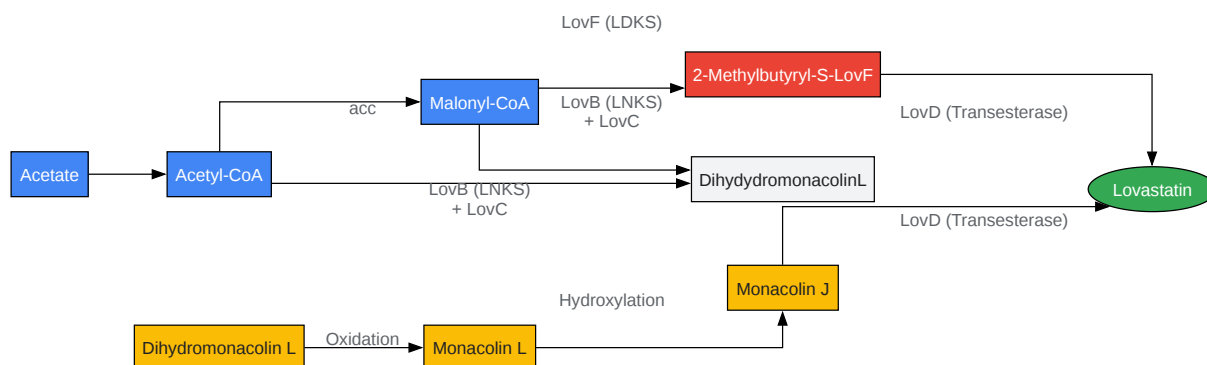 LovF (LDKS)
2-Methylbutyryl-S-LovF
Malonyl-CoA
acc
LovB (LNKS)
+ LovC
LovD (Transesterase)
Acetate
Acetyl-CoA
LovB (LNKS)
+ LovC
DihydydromonacolinL
Lovastatin
LovD (Transesterase)
Monacolin J
Hydroxylation
Dihydromonacolin L
Oxidation
Monacolin L